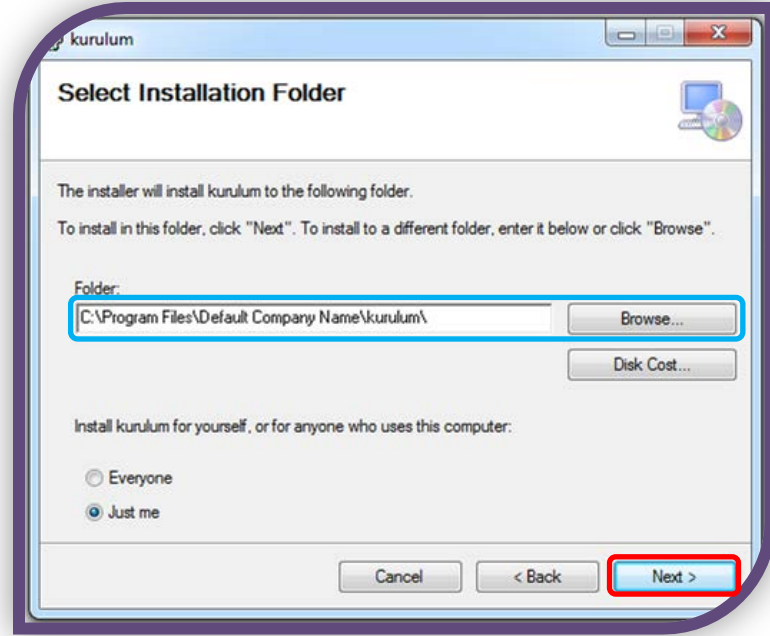 kurulum
Select Installation Folder
The installer will install kurulum to the following folder.
To install in this folder, click "Next". To install to a different folder, enter it below or click "Browse".
Folder:
C:\Program Files\Default Company Name\kurulum\
Browse...
Disk Cost...
Install kurulum for yourself, or for anyone who uses this computer:
Everyone
Just me
Cancel
< Back
Next >